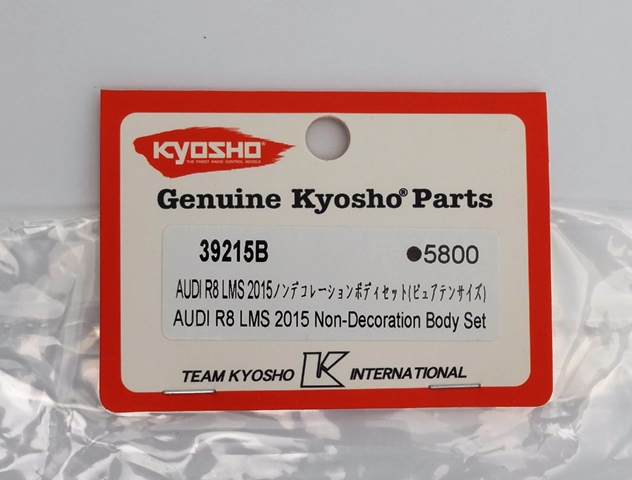 KYOSHO®
THE FINEST RADIO CONTROL MODELS
Genuine Kyosho® Parts
39215B ●5800
AUDI R8 LMS 2015ノンデコレーションボディセット(ピュアテンサイズ)
AUDI R8 LMS 2015 Non-Decoration Body Set
TEAM KYOSHO K INTERNATIONAL